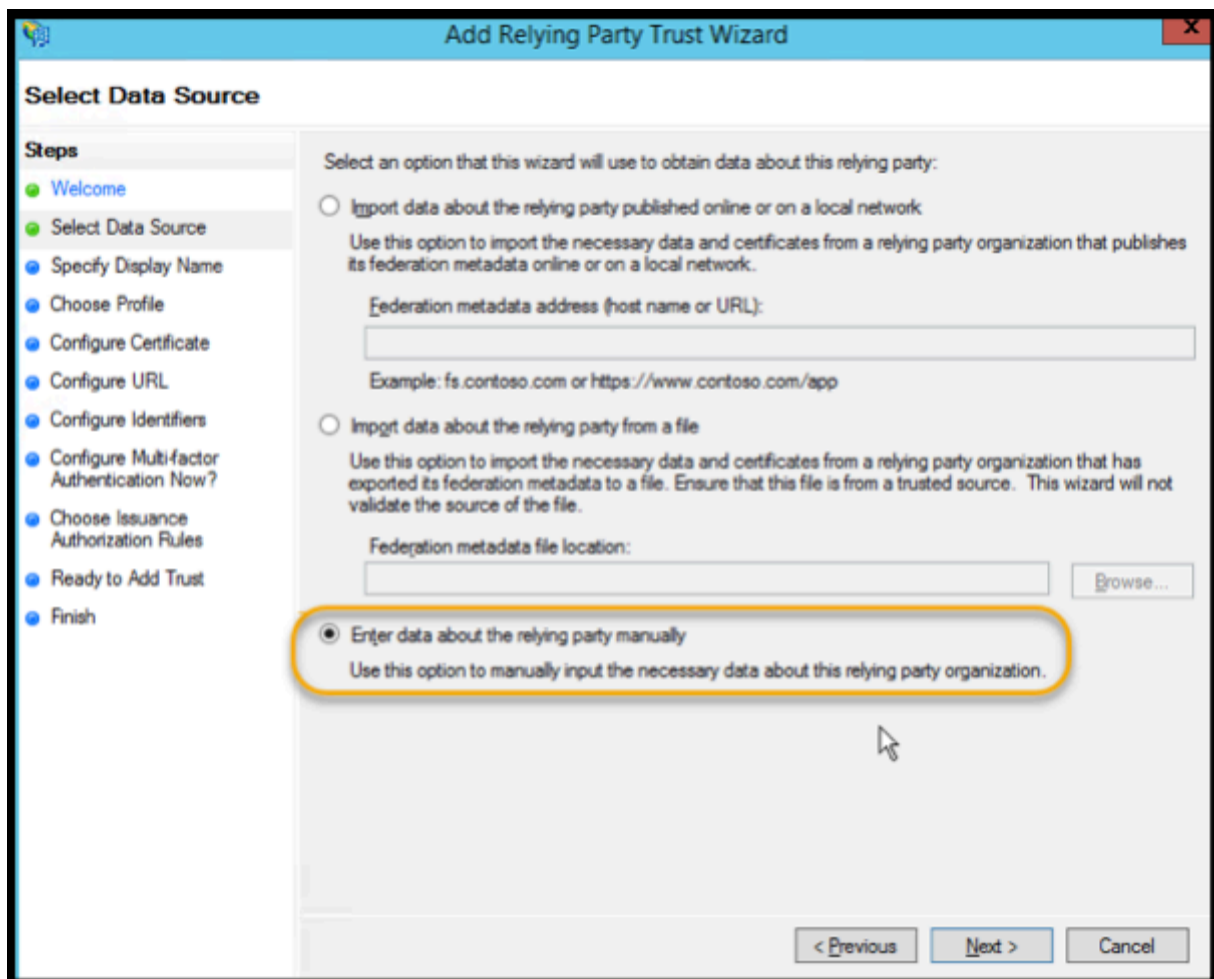 Add Relying Party Trust Wizard
X
Select Data Source
Steps
Welcome
Select Data Source
Specify Display Name
Choose Profile
Configure Certificate
Configure URL
Configure Identifiers
Configure Multi-factor
Authentication Now?
Choose Issuance
Authorization Rules
Ready to Add Trust
Finish
Select an option that this wizard will use to obtain data about this relying party:
Import data about the relying party published online or on a local network
Use this option to import the necessary data and certificates from a relying party organization that publishes
its federation metadata online or on a local network.
Federation metadata address (host name or URL):
Example: fs.contoso.com or https://www.contoso.com/app
Import data about the relying party from a file
Use this option to import the necessary data and certificates from a relying party organization that has
exported its federation metadata to a file. Ensure that this file is from a trusted source. This wizard will not
validate the source of the file.
Federation metadata file location:
Browse...
Enter data about the relying party manually
Use this option to manually input the necessary data about this relying party organization.
< Previous
Next >
Cancel